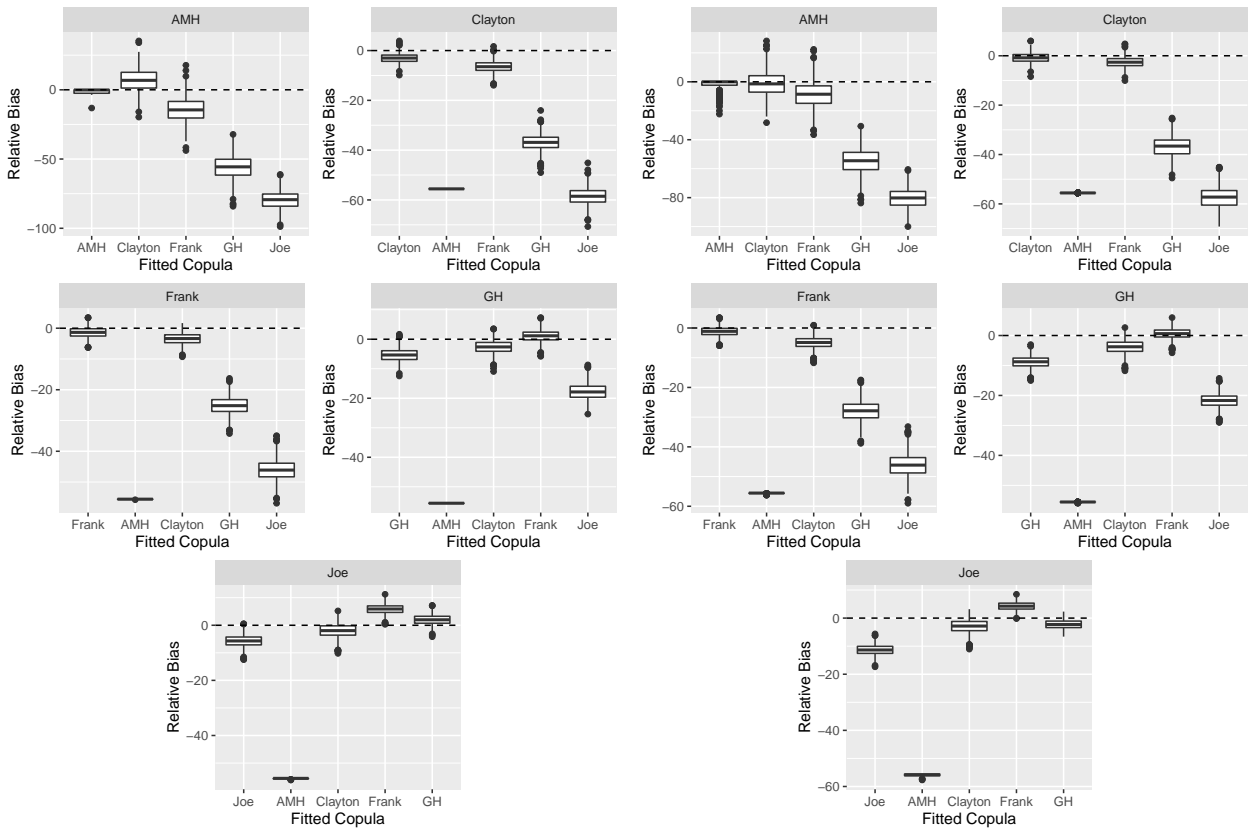 AMH
Relative Bias
0
−50
−100
AMH Clayton Frank GH Joe
Fitted Copula
Clayton
Relative Bias
0
−20
−40
−60
Clayton AMH Frank GH Joe
Fitted Copula
AMH
Relative Bias
0
−40
−80
AMH Clayton Frank GH Joe
Fitted Copula
Clayton
Relative Bias
0
−20
−40
−60
Clayton AMH Frank GH Joe
Fitted Copula
Frank
Relative Bias
0
−20
−40
Frank AMH Clayton GH Joe
Fitted Copula
GH
Relative Bias
0
−20
−40
GH AMH Clayton Frank Joe
Fitted Copula
Frank
Relative Bias
0
−20
−40
−60
Frank AMH Clayton GH Joe
Fitted Copula
GH
Relative Bias
0
−20
−40
GH AMH Clayton Frank Joe
Fitted Copula
Joe
Relative Bias
0
−20
−40
Joe AMH Clayton Frank GH
Fitted Copula
Joe
Relative Bias
0
−20
−40
−60
Joe AMH Clayton Frank GH
Fitted Copula